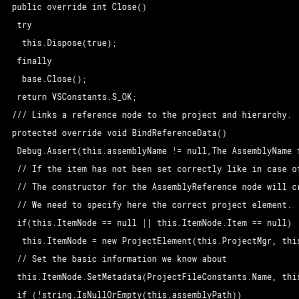 public override int Close()
try
this.Dispose(true);
finally
base.Close();
return VSConstants.S_OK;
/// Links a reference node to the project and hierarchy.
protected override void BindReferenceData()
Debug.Assert(this.assemblyName != null,The AssemblyName
// If the item has not been set correctly like in case
// The constructor for the AssemblyReference node will
// We need to specify here the correct project element.
if(this.ItemNode == null || this.ItemNode.Item == null)
this.ItemNode = new ProjectElement(this.ProjectMgr,
// Set the basic information we know about
this.ItemNode.SetMetadata(ProjectFileConstants.Name,
if (!string.IsNullOrEmpty(this.assemblyPath))